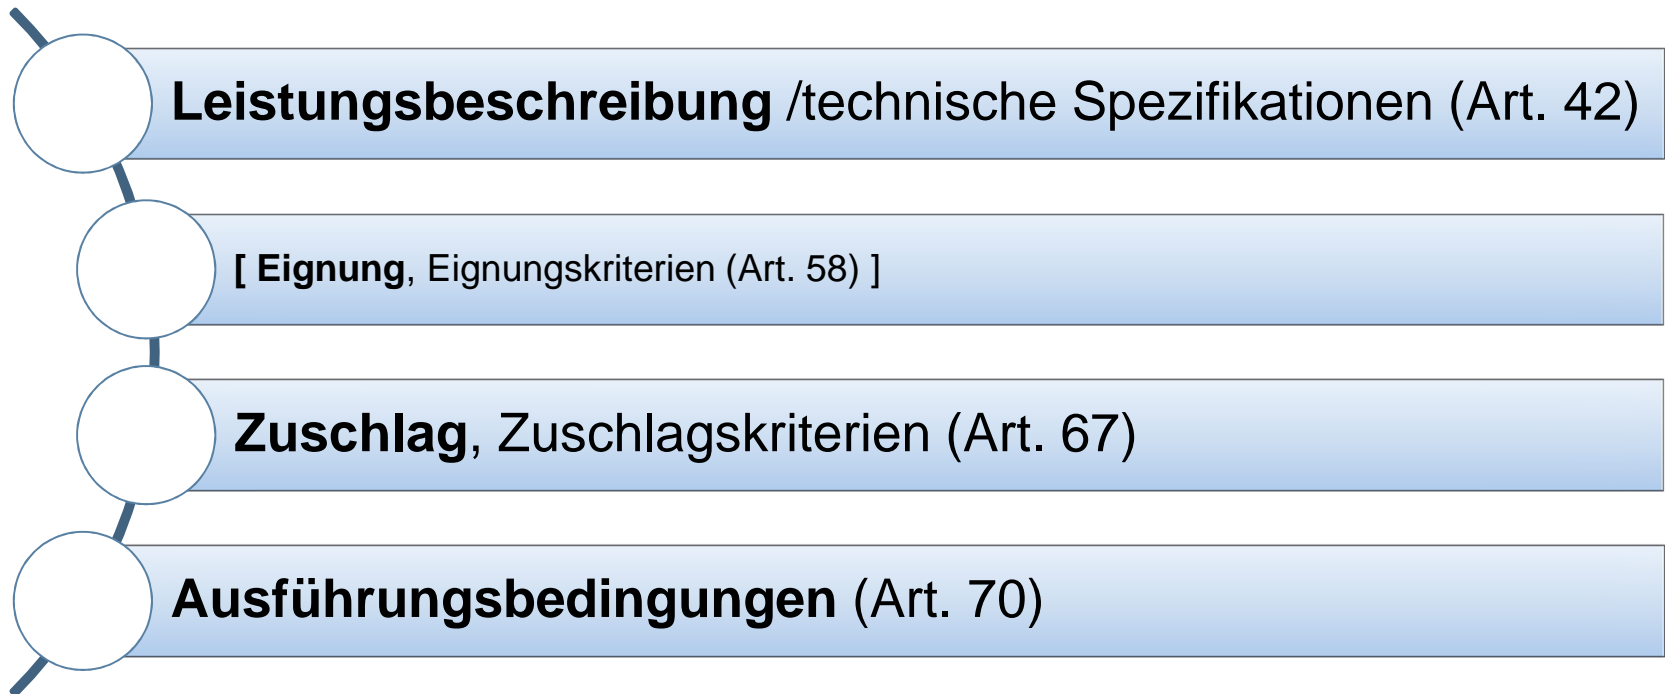 Leistungsbeschreibung /technische Spezifikationen (Art. 42)
[ Eignung, Eignungskriterien (Art. 58) ]
Zuschlag, Zuschlagskriterien (Art. 67)
Ausführungsbedingungen (Art. 70)